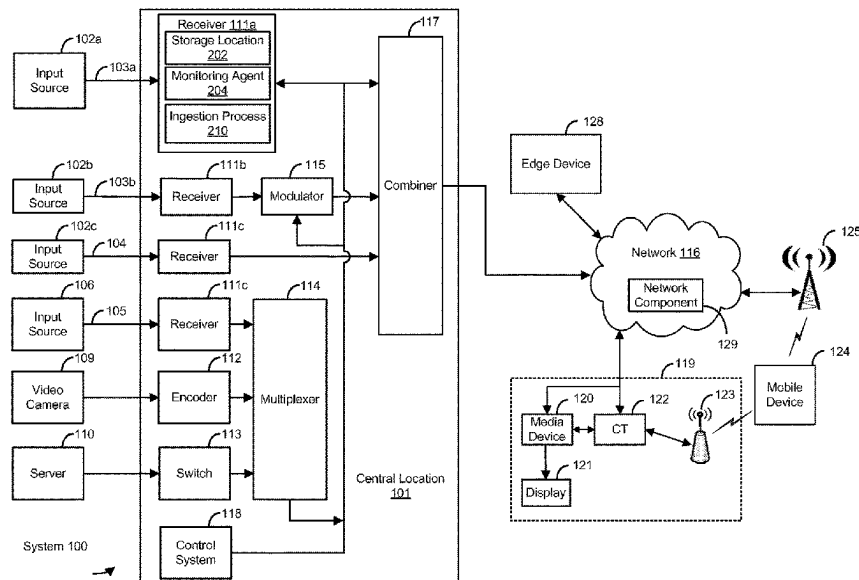 102a
Input
Source
103a
Receiver 111a
Storage Location
202
Monitoring Agent
204
Ingestion Process
210
117
Combiner
102b
Input
Source
103b
111b
Receiver
115
Modulator
102c
Input
Source
104
111c
Receiver
106
Input
Source
105
111c
Receiver
114
Multiplexer
109
Video
Camera
112
Encoder
110
Server
113
Switch
118
Control
System
Central Location
101
System 100
128
Edge Device
Network 116
Network
Component
129
125
124
Mobile
Device
119
120
Media
Device
122
CT
123
121
Display